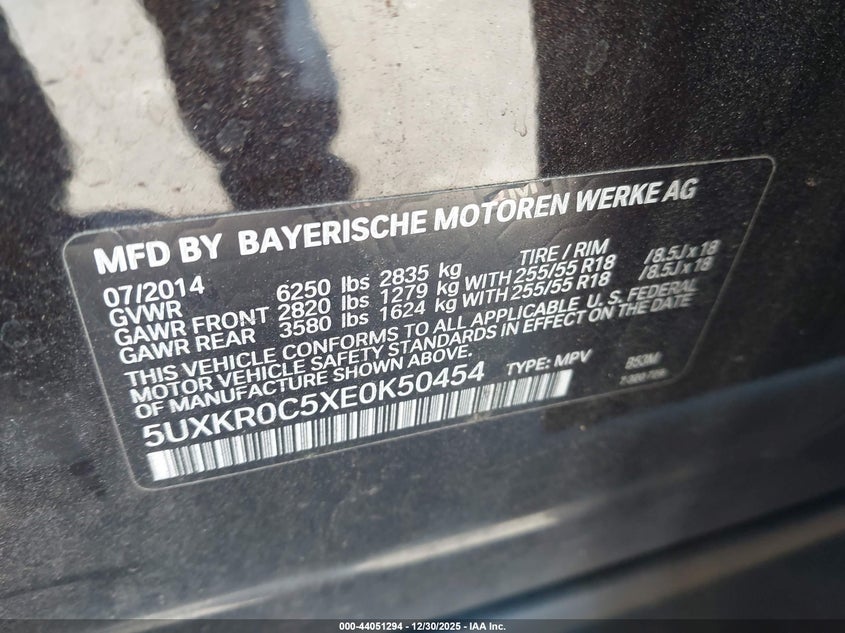 MFD BY BAYERISCHE MOTOREN WERKE AG
07/2014 TIRE / RIM
GVWR 6250 lbs 2835 kg
GAWR FRONT 2820 lbs 1279 kg WITH 255/55 R18 /8.5J x 18
GAWR REAR 3580 lbs 1624 kg WITH 255/55 R18 /8.5J x 18
THIS VEHICLE CONFORMS TO ALL APPLICABLE U. S. FEDERAL
MOTOR VEHICLE SAFETY STANDARDS IN EFFECT ON THE DATE
OF MANUFACTURE SHOWN ABOVE.
5UXKR0C5XE0K50454 TYPE: MPV
000-44051294 - 12/30/2025 - IAA Inc.